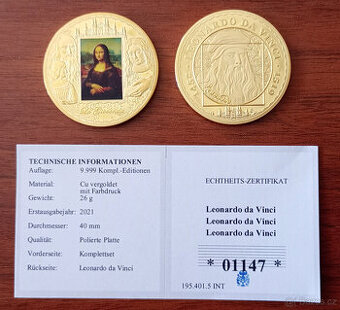 LEONARDO DA VINCI
TECHNISCHE INFORMATIONEN
Auflage: 9.999 Kompl.-Editionen
Material: Cu vergoldet
mit Farbdruck
Gewicht: 26 g
Erstausgabejahr: 2021
Durchmesser: 40 mm
Qualität: Polierte Platte
Vorderseite: Komplettset
Rückseite: Leonardo da Vinci
ECHTHEITS-ZERTIFIKAT
Leonardo da Vinci
Leonardo da Vinci
Leonardo da Vinci
* 01147 *
195.401.5 INT